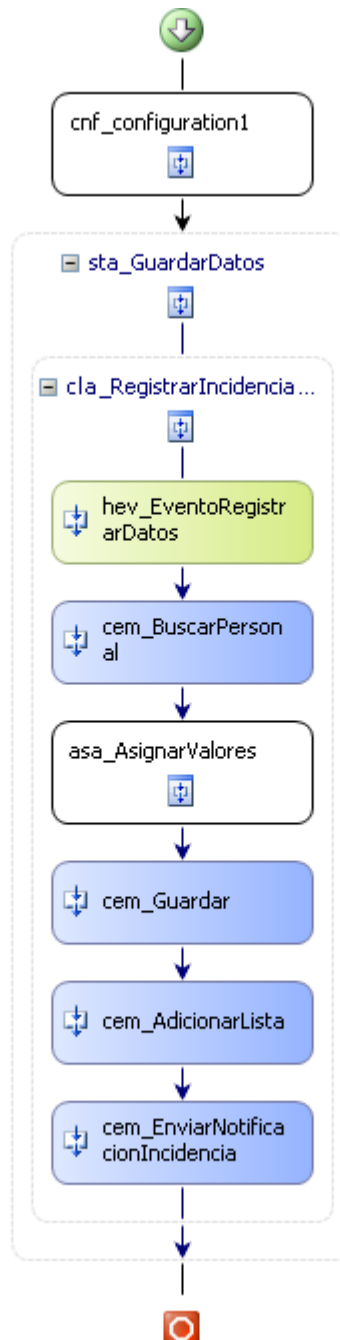 cnf_configuration1
sta_GuardarDatos
cla_RegistrarIncidencia...
hev_EventoRegistr
arDatos
cem_BuscarPerson
al
asa_AsignarValores
cem_Guardar
cem_AdicionarLista
cem_EnviarNotifica
cionIncidencia